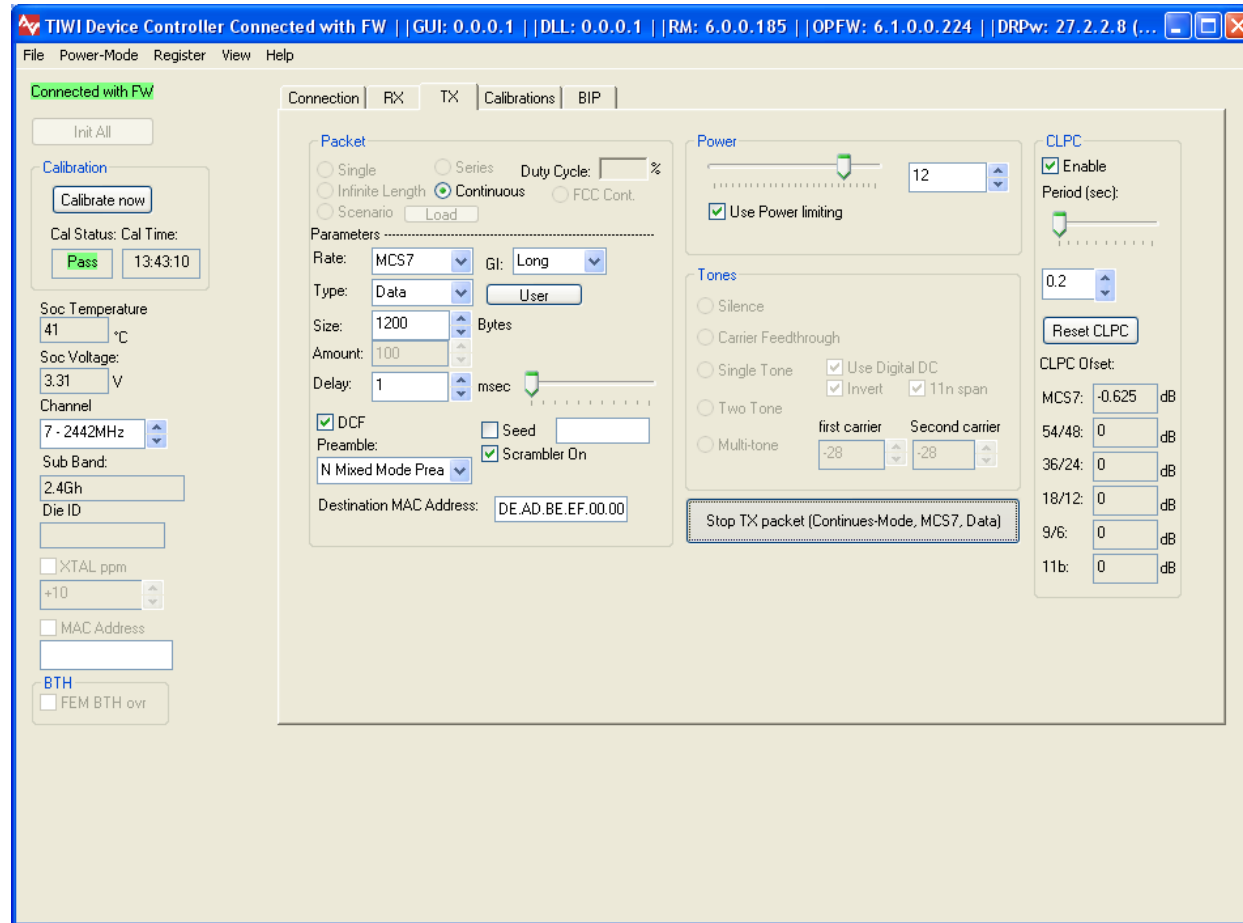 TIWI Device Controller Connected with FW ||GUI: 0.0.0.1 ||DLL: 0.0.0.1 ||RM: 6.0.0.185 ||OPFW: 6.1.0.0.224 ||DRPw: 27.2.2.8 (...
File Power-Mode Register View Help
Connected with FW
Init All
Calibration
Calibrate now
Cal Status: Cal Time:
Pass 13:43:10
Soc Temperature
41 °C
Soc Voltage:
3.31 V
Channel
7 - 2442MHz
Sub Band:
2.4Gh
Die ID
XTAL ppm
+10
MAC Address
BTH
FEM BTH ovr
Connection RX TX Calibrations BIP
Packet
Single Series Duty Cycle: %
Infinite Length Continuous FCC Cont.
Scenario Load
Parameters
Rate: MCS7 GI: Long
Type: Data User
Size: 1200 Bytes
Amount: 100
Delay: 1 msec
DCF Seed
Preamble: Scrambler On
N Mixed Mode Prea
Destination MAC Address: DE.AD.BE.EF.00.00
Power
12
Use Power limiting
Tones
Silence
Carrier Feedthrough
Single Tone Use Digital DC
Invert 11n span
Two Tone
first carrier Second carrier
Multi-tone -28 -28
Stop TX packet (Continues-Mode, MCS7, Data)
CLPC
Enable
Period (sec):
0.2
Reset CLPC
CLPC Ofset:
MCS7: -0.625 dB
54/48: 0 dB
36/24: 0 dB
18/12: 0 dB
9/6: 0 dB
11b: 0 dB